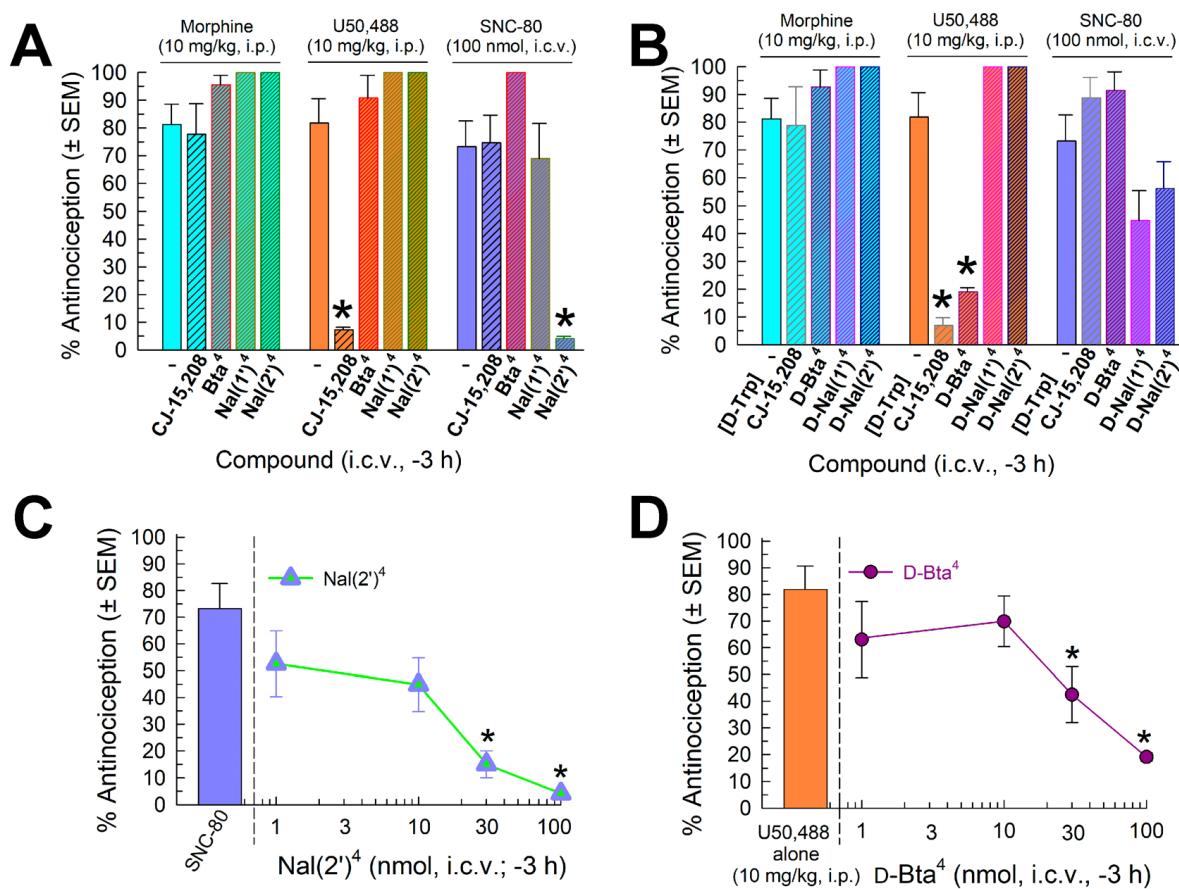 A
Morphine
(10 mg/kg, i.p.)
U50,488
(10 mg/kg, i.p.)
SNC-80
(100 nmol, i.c.v.)
% Antinociception (± SEM)
100
90
80
70
60
50
40
30
20
10
0
*
*
-
CJ-15,208
Bta⁴
Nal(1')⁴
Nal(2')⁴
-
CJ-15,208
Bta⁴
Nal(1')⁴
Nal(2')⁴
-
CJ-15,208
Bta⁴
Nal(1')⁴
Nal(2')⁴
Compound (i.c.v., -3 h)
B
Morphine
(10 mg/kg, i.p.)
U50,488
(10 mg/kg, i.p.)
SNC-80
(100 nmol, i.c.v.)
% Antinociception (± SEM)
100
90
80
70
60
50
40
30
20
10
0
*
*
-
[D-Trp]
CJ-15,208
D-Bta⁴
D-Nal(1')⁴
D-Nal(2')⁴
-
[D-Trp]
CJ-15,208
D-Bta⁴
D-Nal(1')⁴
D-Nal(2')⁴
-
[D-Trp]
CJ-15,208
D-Bta⁴
D-Nal(1')⁴
D-Nal(2')⁴
Compound (i.c.v., -3 h)
C
% Antinociception (± SEM)
100
90
80
70
60
50
40
30
20
10
0
Nal(2')⁴
*
*
SNC-80
1
3
10
30
100
Nal(2')⁴ (nmol, i.c.v.; -3 h)
D
% Antinociception (± SEM)
100
90
80
70
60
50
40
30
20
10
0
D-Bta⁴
*
*
U50,488
alone
(10 mg/kg, i.p.)
1
3
10
30
100
D-Bta⁴ (nmol, i.c.v., -3 h)